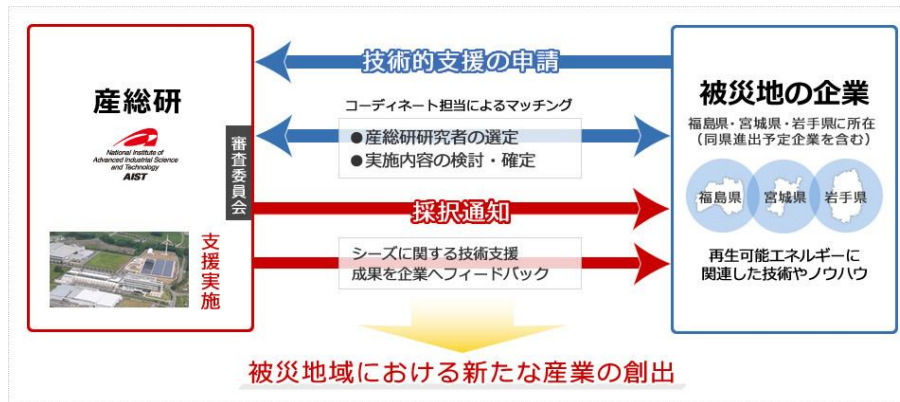 産総研
National Institute of
Advanced Industrial Science
and Technology
AIST
審査委員会
支援実施
技術的支援の申請
コーディネート担当によるマッチング
●産総研研究者の選定
●実施内容の検討・確定
採択通知
シーズに関する技術支援
成果を企業へフィードバック
被災地の企業
福島県・宮城県・岩手県に所在
(同県進出予定企業を含む)
福島県
宮城県
岩手県
再生可能エネルギーに
関連した技術やノウハウ
被災地域における新たな産業の創出